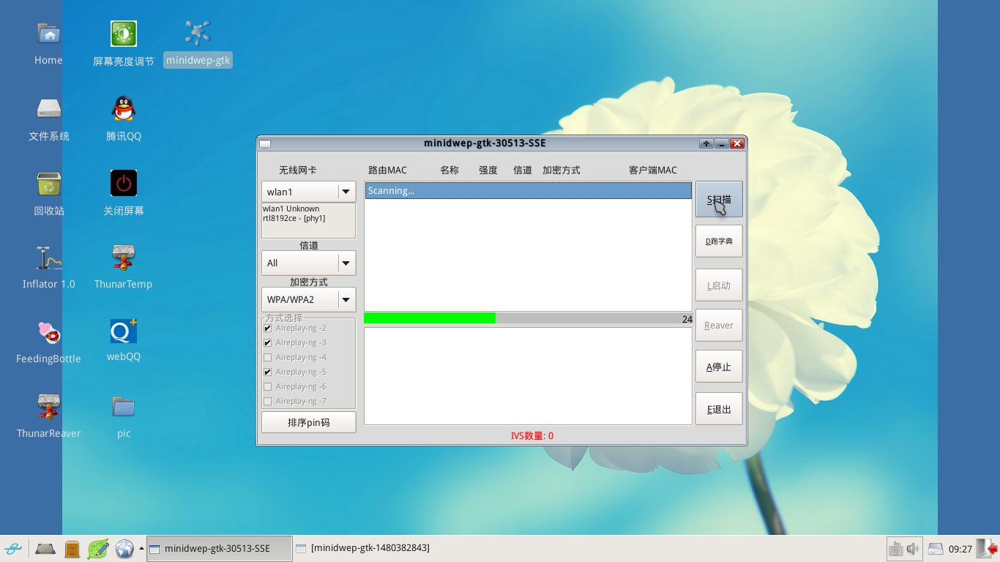 Home
屏幕亮度调节
minidwep-gtk
文件系统
腾讯QQ
回收站
关闭屏幕
Inflator 1.0
ThunarTemp
FeedingBottle
webQQ
ThunarReaver
pic
minidwep-gtk-30513-SSE
无线网卡
路由MAC 名称 强度 信道 加密方式 客户端MAC
wlan1
wlan1 Unknown
rtl8192ce - [phy1]
信道
All
加密方式
WPA/WPA2
方式选择
Aireplay-ng -2
Aireplay-ng -3
Aireplay-ng -4
Aireplay-ng -5
Aireplay-ng -6
Aireplay-ng -7
排序pin码
Scanning...
24
IVS数量: 0
S扫描
D跑字典
L启动
Reaver
A停止
E退出
minidwep-gtk-30513-SSE
[minidwep-gtk-1480382843]
09:27